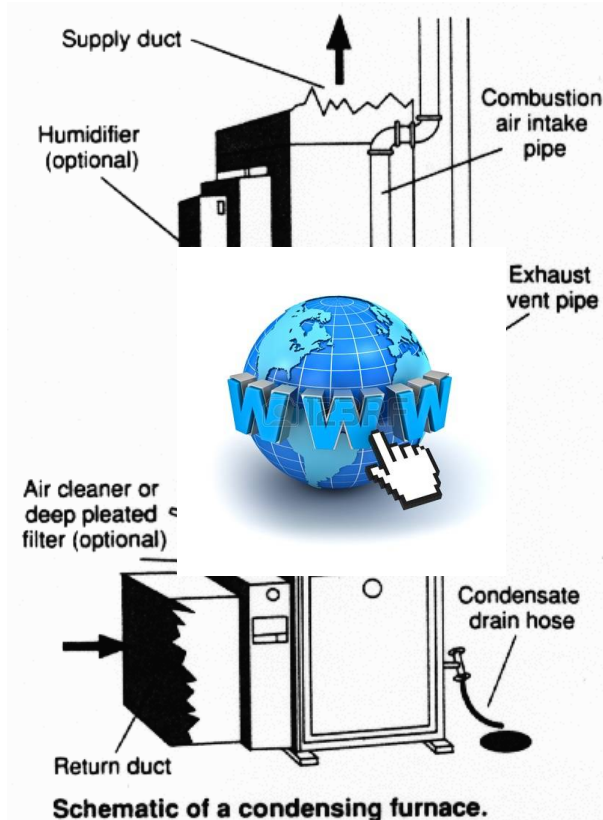 Supply duct
Combustion
air intake
pipe
Humidifier
(optional)
Exhaust
vent pipe
WWW
Air cleaner or
deep pleated
filter (optional)
Condensate
drain hose
Return duct
Schematic of a condensing furnace.